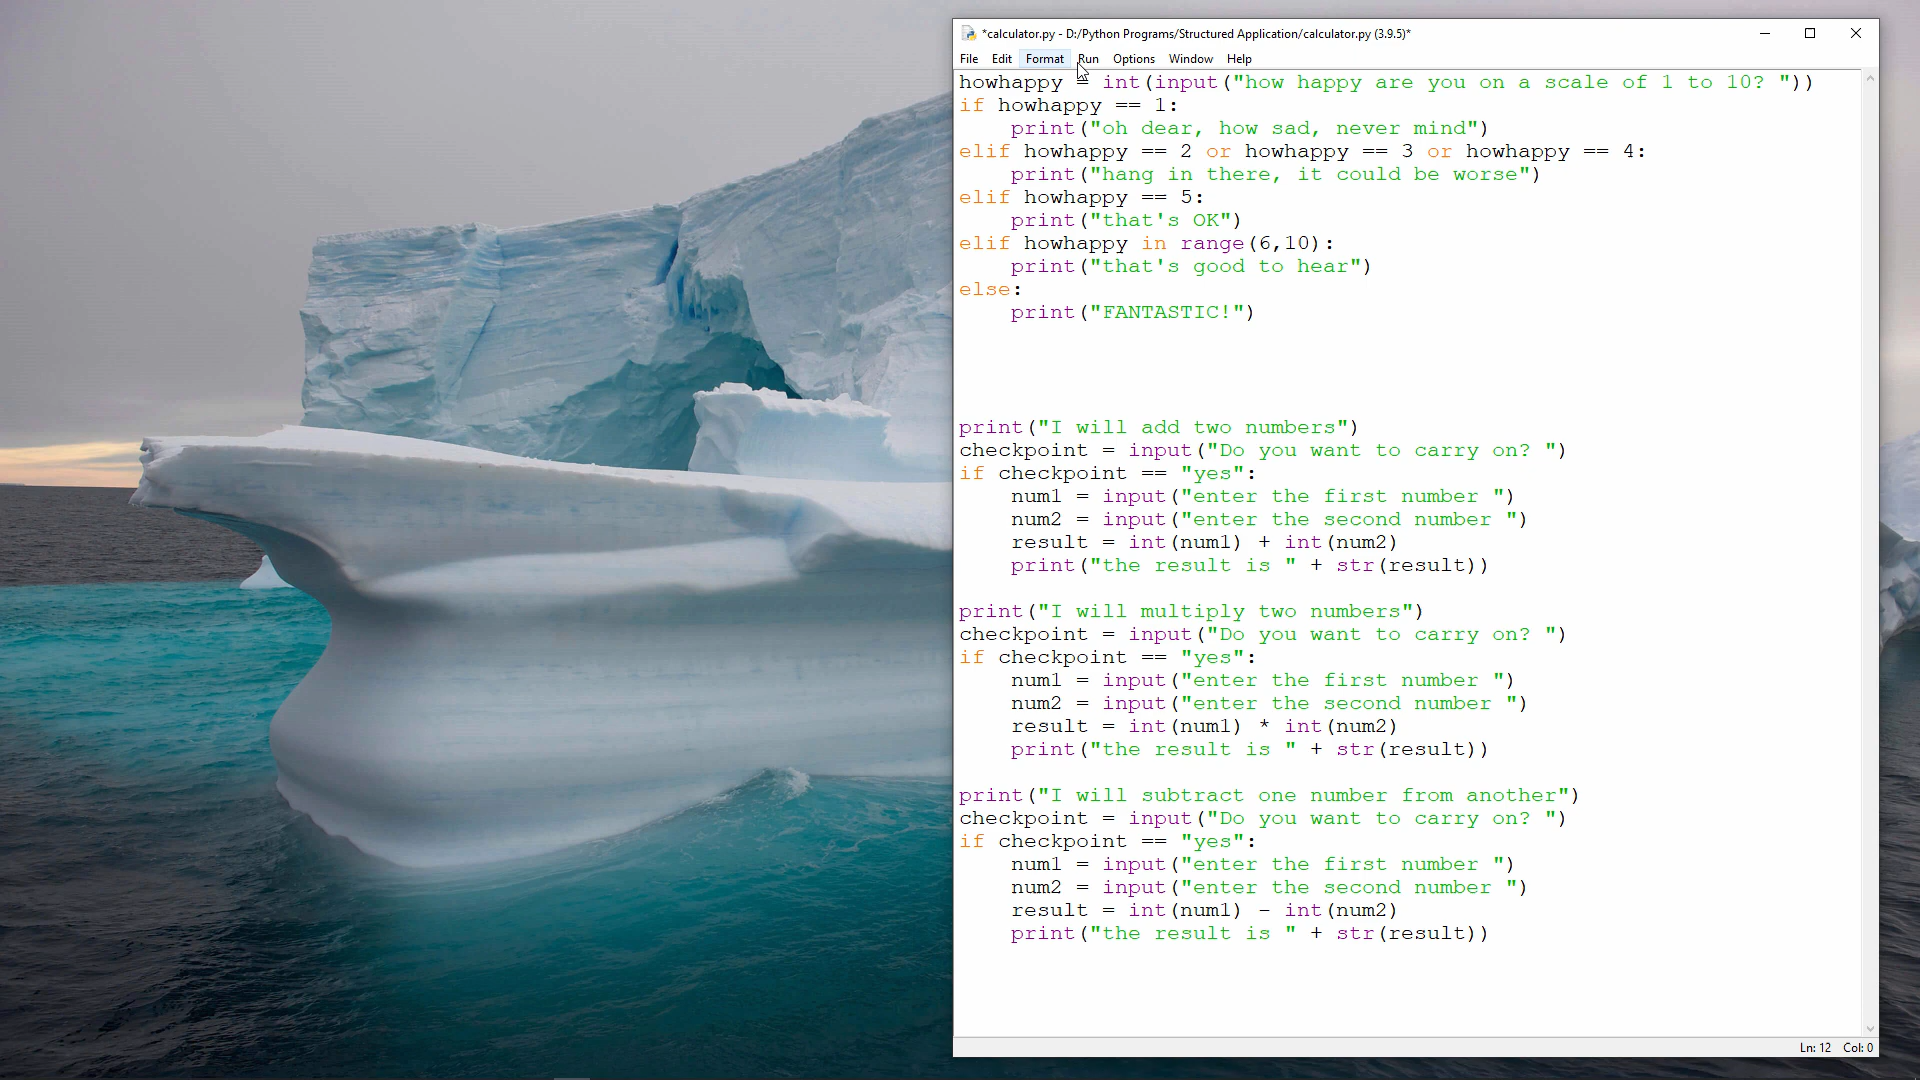 *calculator.py - D:/Python Programs/Structured Application/calculator.py (3.9.5)*
File Edit Format Run Options Window Help
howhappy = int(input("how happy are you on a scale of 1 to 10? "))
if howhappy == 1:
    print("oh dear, how sad, never mind")
elif howhappy == 2 or howhappy == 3 or howhappy == 4:
    print("hang in there, it could be worse")
elif howhappy == 5:
    print("that's OK")
elif howhappy in range(6,10):
    print("that's good to hear")
else:
    print("FANTASTIC!")
print("I will add two numbers")
checkpoint = input("Do you want to carry on? ")
if checkpoint == "yes":
    num1 = input("enter the first number ")
    num2 = input("enter the second number ")
    result = int(num1) + int(num2)
    print("the result is " + str(result))
print("I will multiply two numbers")
checkpoint = input("Do you want to carry on? ")
if checkpoint == "yes":
    num1 = input("enter the first number ")
    num2 = input("enter the second number ")
    result = int(num1) * int(num2)
    print("the result is " + str(result))
print("I will subtract one number from another")
checkpoint = input("Do you want to carry on? ")
if checkpoint == "yes":
    num1 = input("enter the first number ")
    num2 = input("enter the second number ")
    result = int(num1) - int(num2)
    print("the result is " + str(result))
Ln: 12 Col: 0